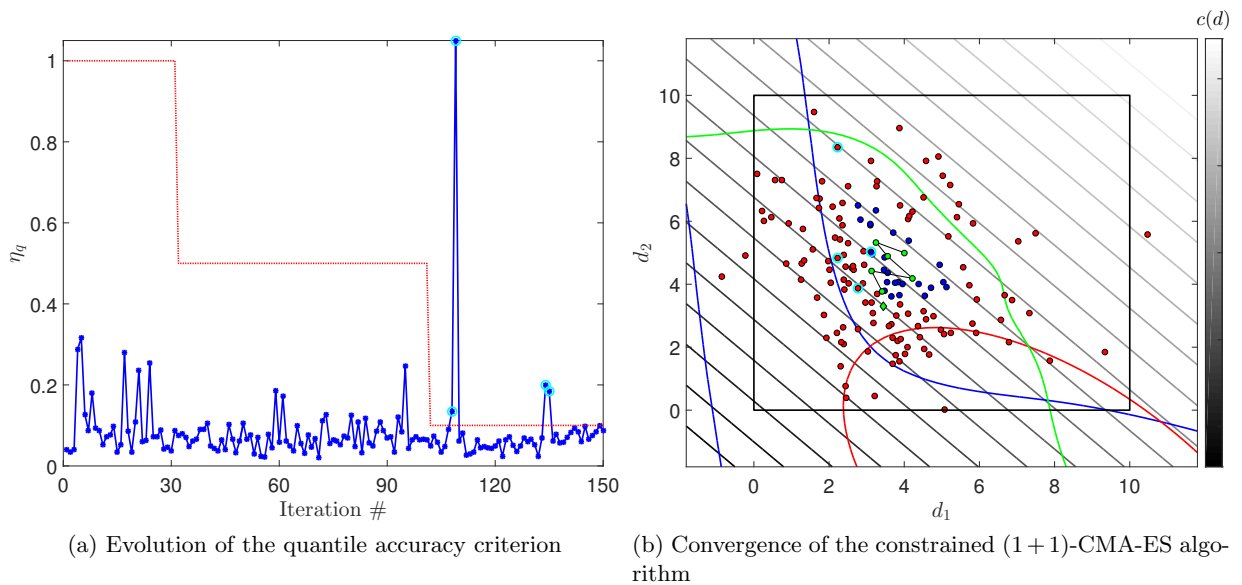 1
0.8
0.6
0.4
0.2
0
η_q
0 30 60 90 120 150
Iteration #
(a) Evolution of the quantile accuracy criterion
c(d)
10
8
6
4
2
0
d_2
0 2 4 6 8 10
d_1
(b) Convergence of the constrained (1+1)-CMA-ES algo-
rithm